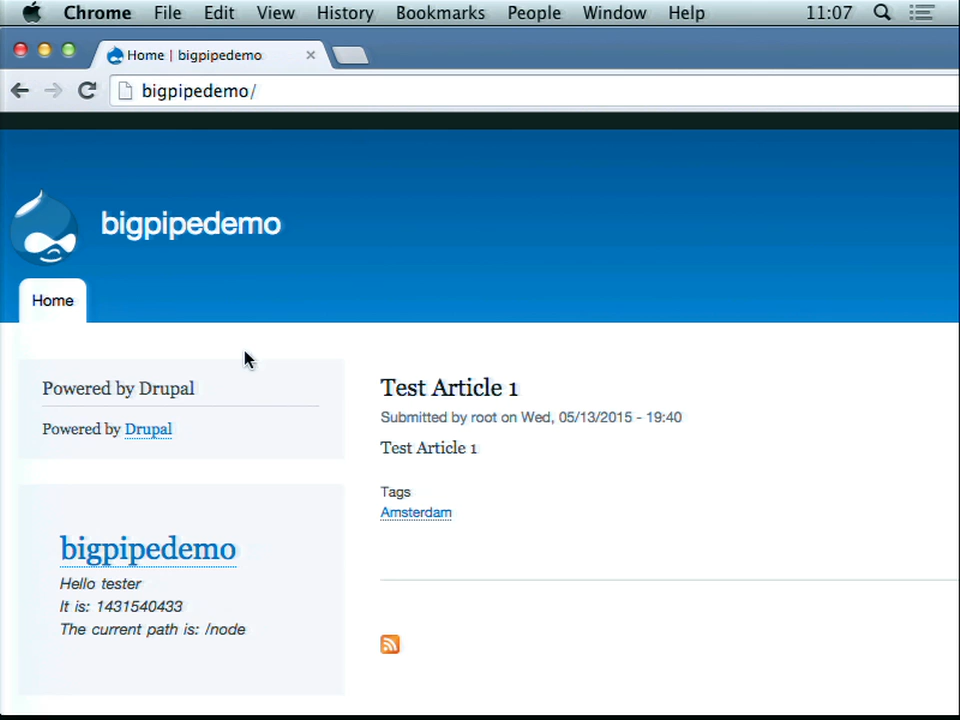 Chrome File Edit View History Bookmarks People Window Help 11:07
Home | bigpipedemo
bigpipedemo/
bigpipedemo
Home
Powered by Drupal
Powered by Drupal
bigpipedemo
Hello tester
It is: 1431540433
The current path is: /node
Test Article 1
Submitted by root on Wed, 05/13/2015 - 19:40
Test Article 1
Tags
Amsterdam